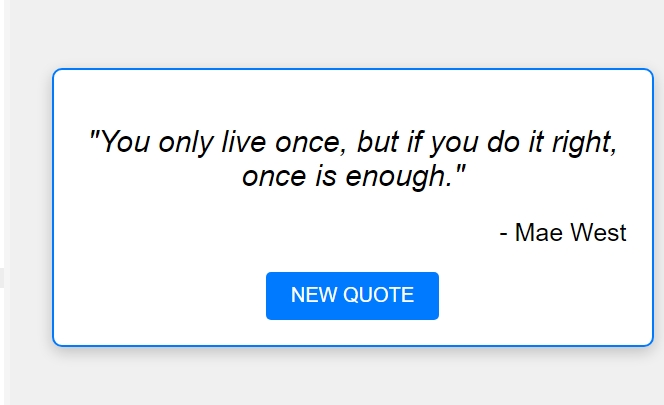 "You only live once, but if you do it right,
once is enough."
- Mae West
NEW QUOTE